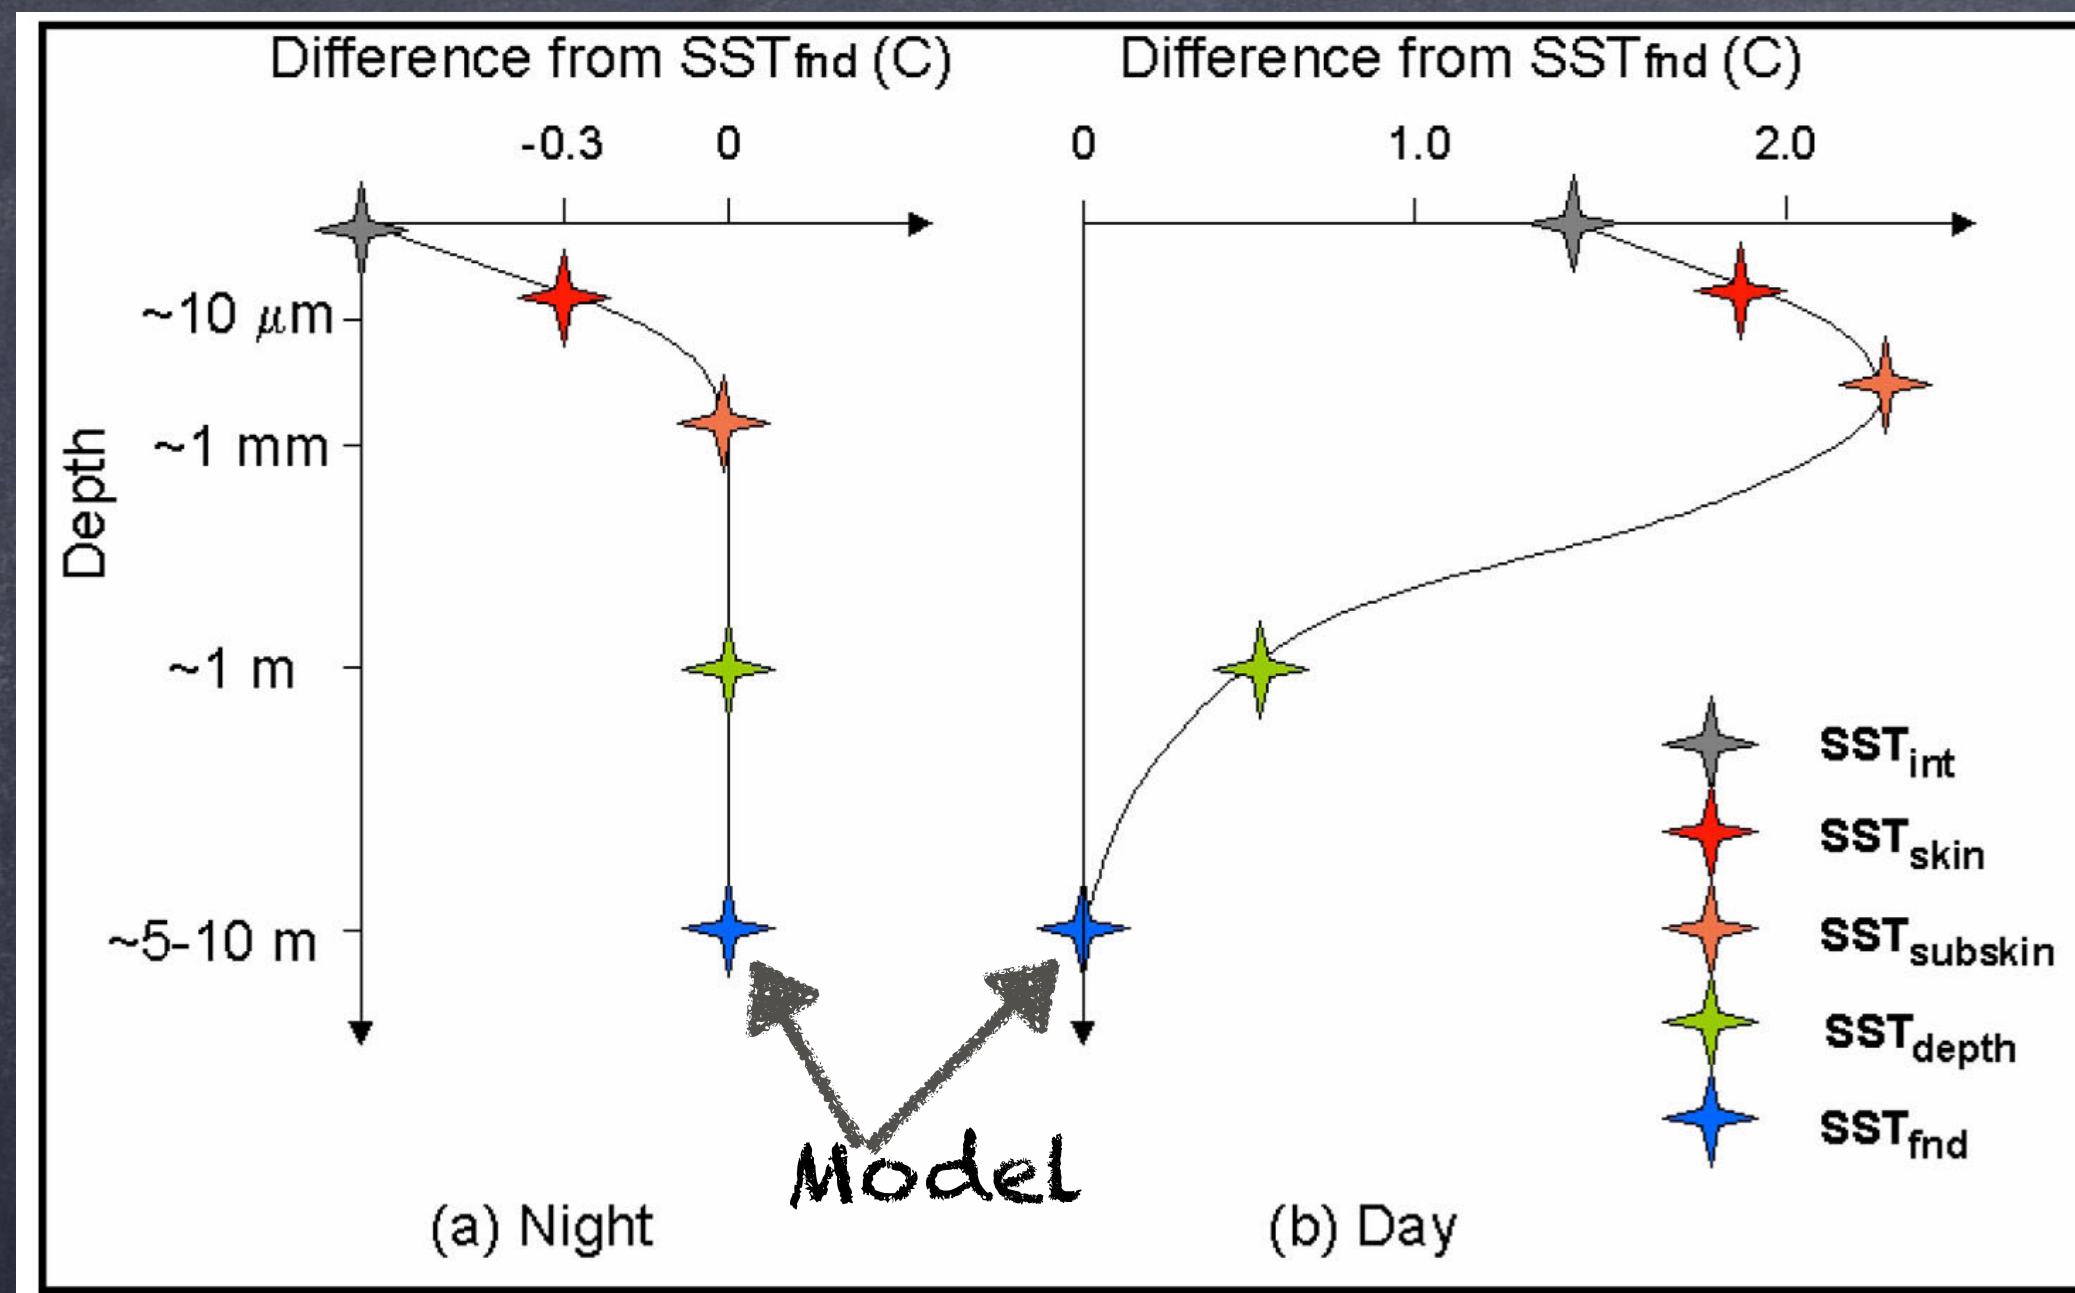 Difference from SSTfnd (C)
Difference from SSTfnd (C)
-0.3 0
0 1.0 2.0
Depth
~10 μm
~1 mm
~1 m
~5-10 m
SSTint
SSTskin
SSTsubskin
SSTdepth
SSTfnd
Model
(a) Night
(b) Day